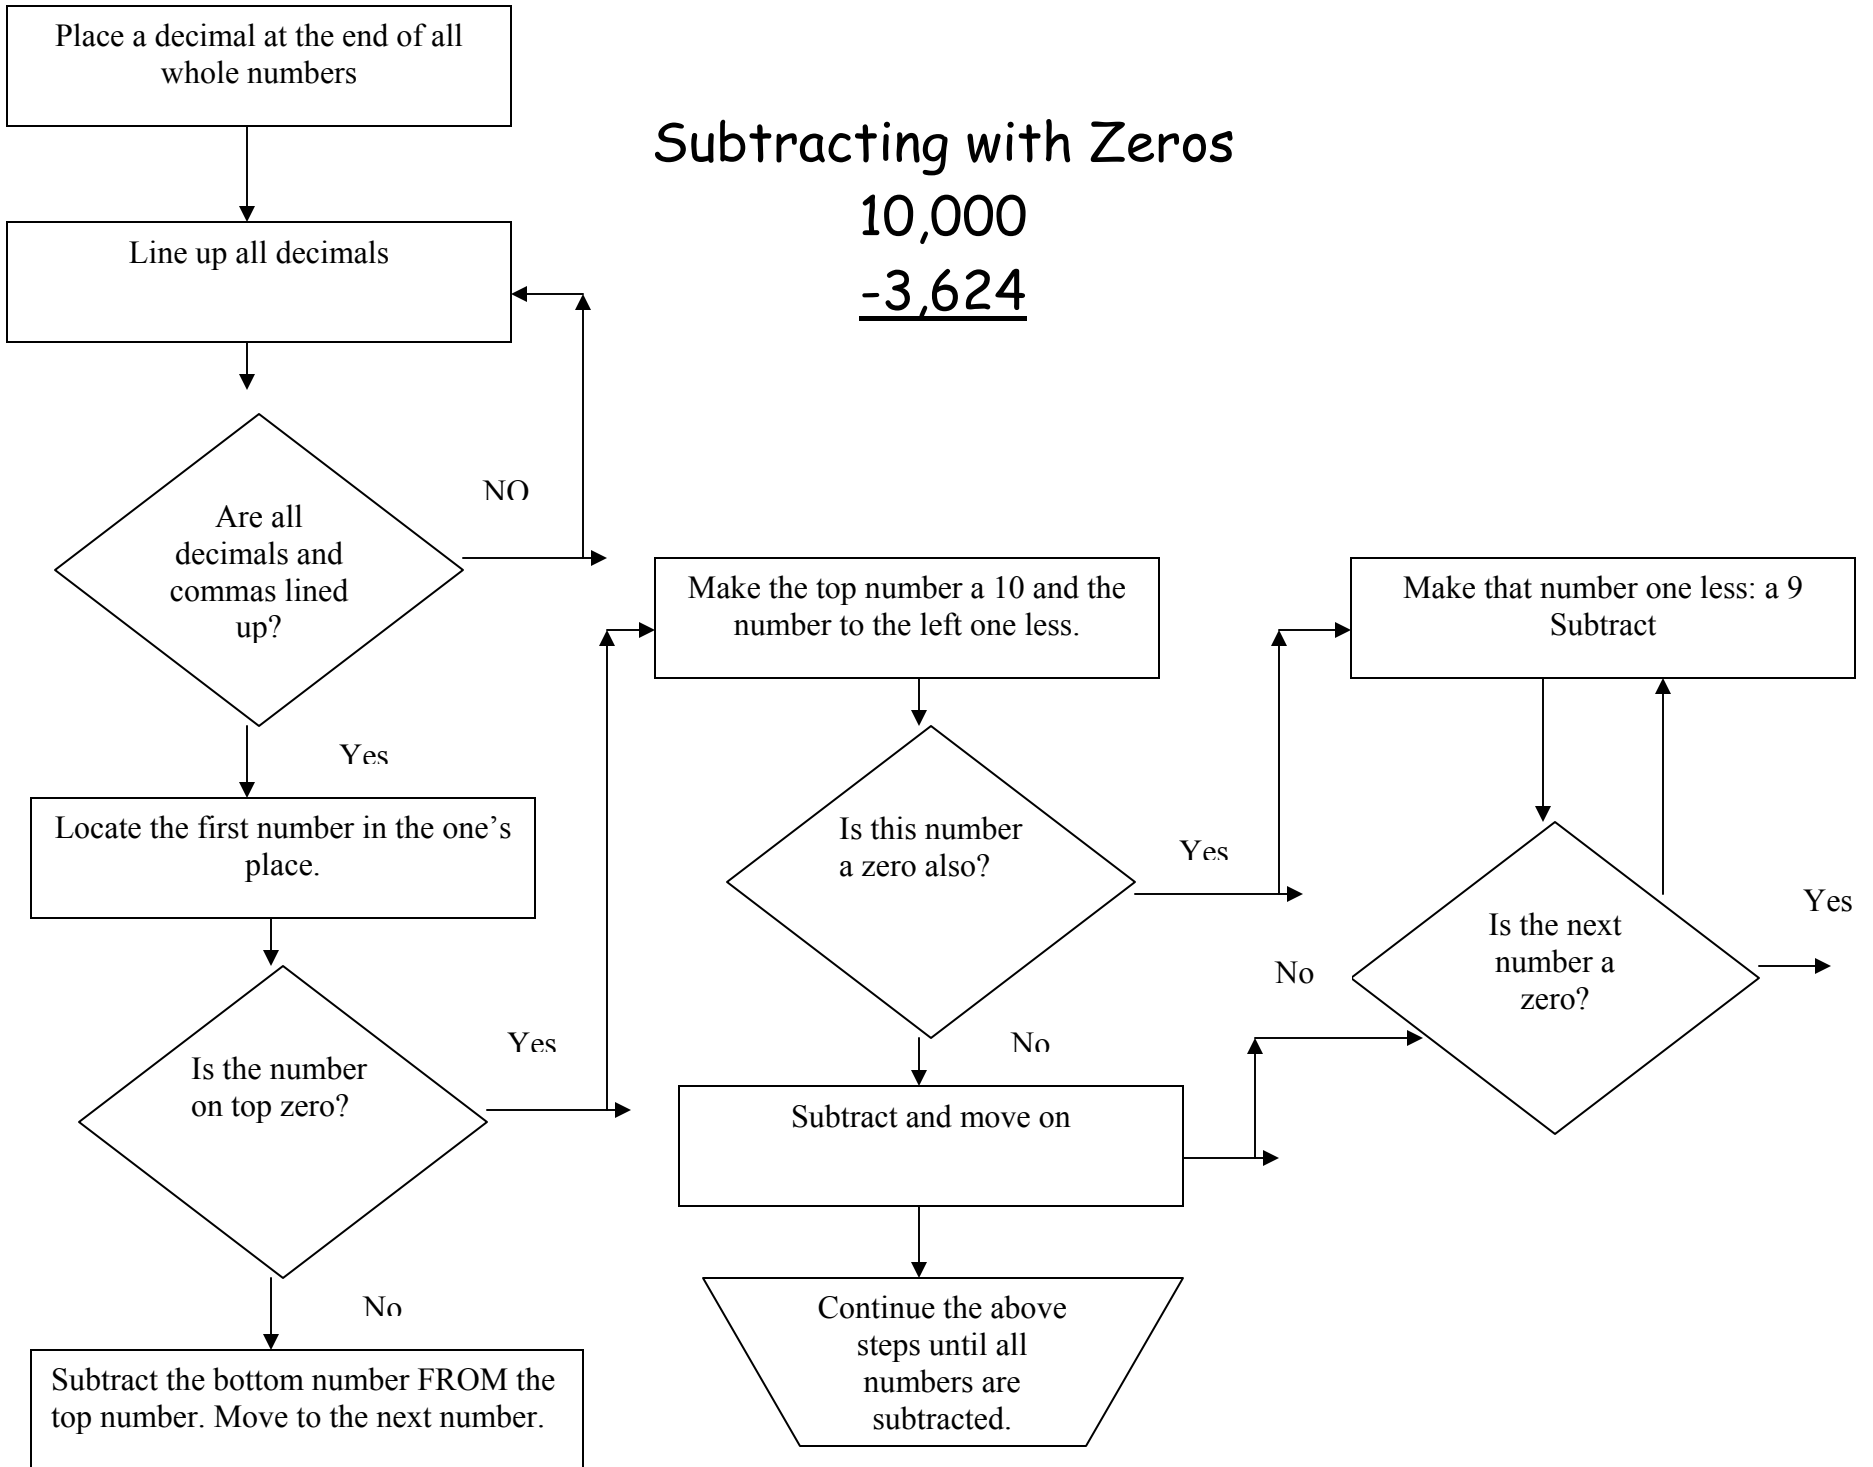 Place a decimal at the end of all
whole numbers
Subtracting with Zeros
10,000
-3,624
Line up all decimals
Are all
decimals and
commas lined
up?
NO
Yes
Locate the first number in the one’s
place.
Is the number
on top zero?
Yes
No
Subtract the bottom number FROM the
top number. Move to the next number.
Make the top number a 10 and the
number to the left one less.
Is this number
a zero also?
Yes
No
Subtract and move on
Continue the above
steps until all
numbers are
subtracted.
Make that number one less: a 9
Subtract
Is the next
number a
zero?
Yes
No